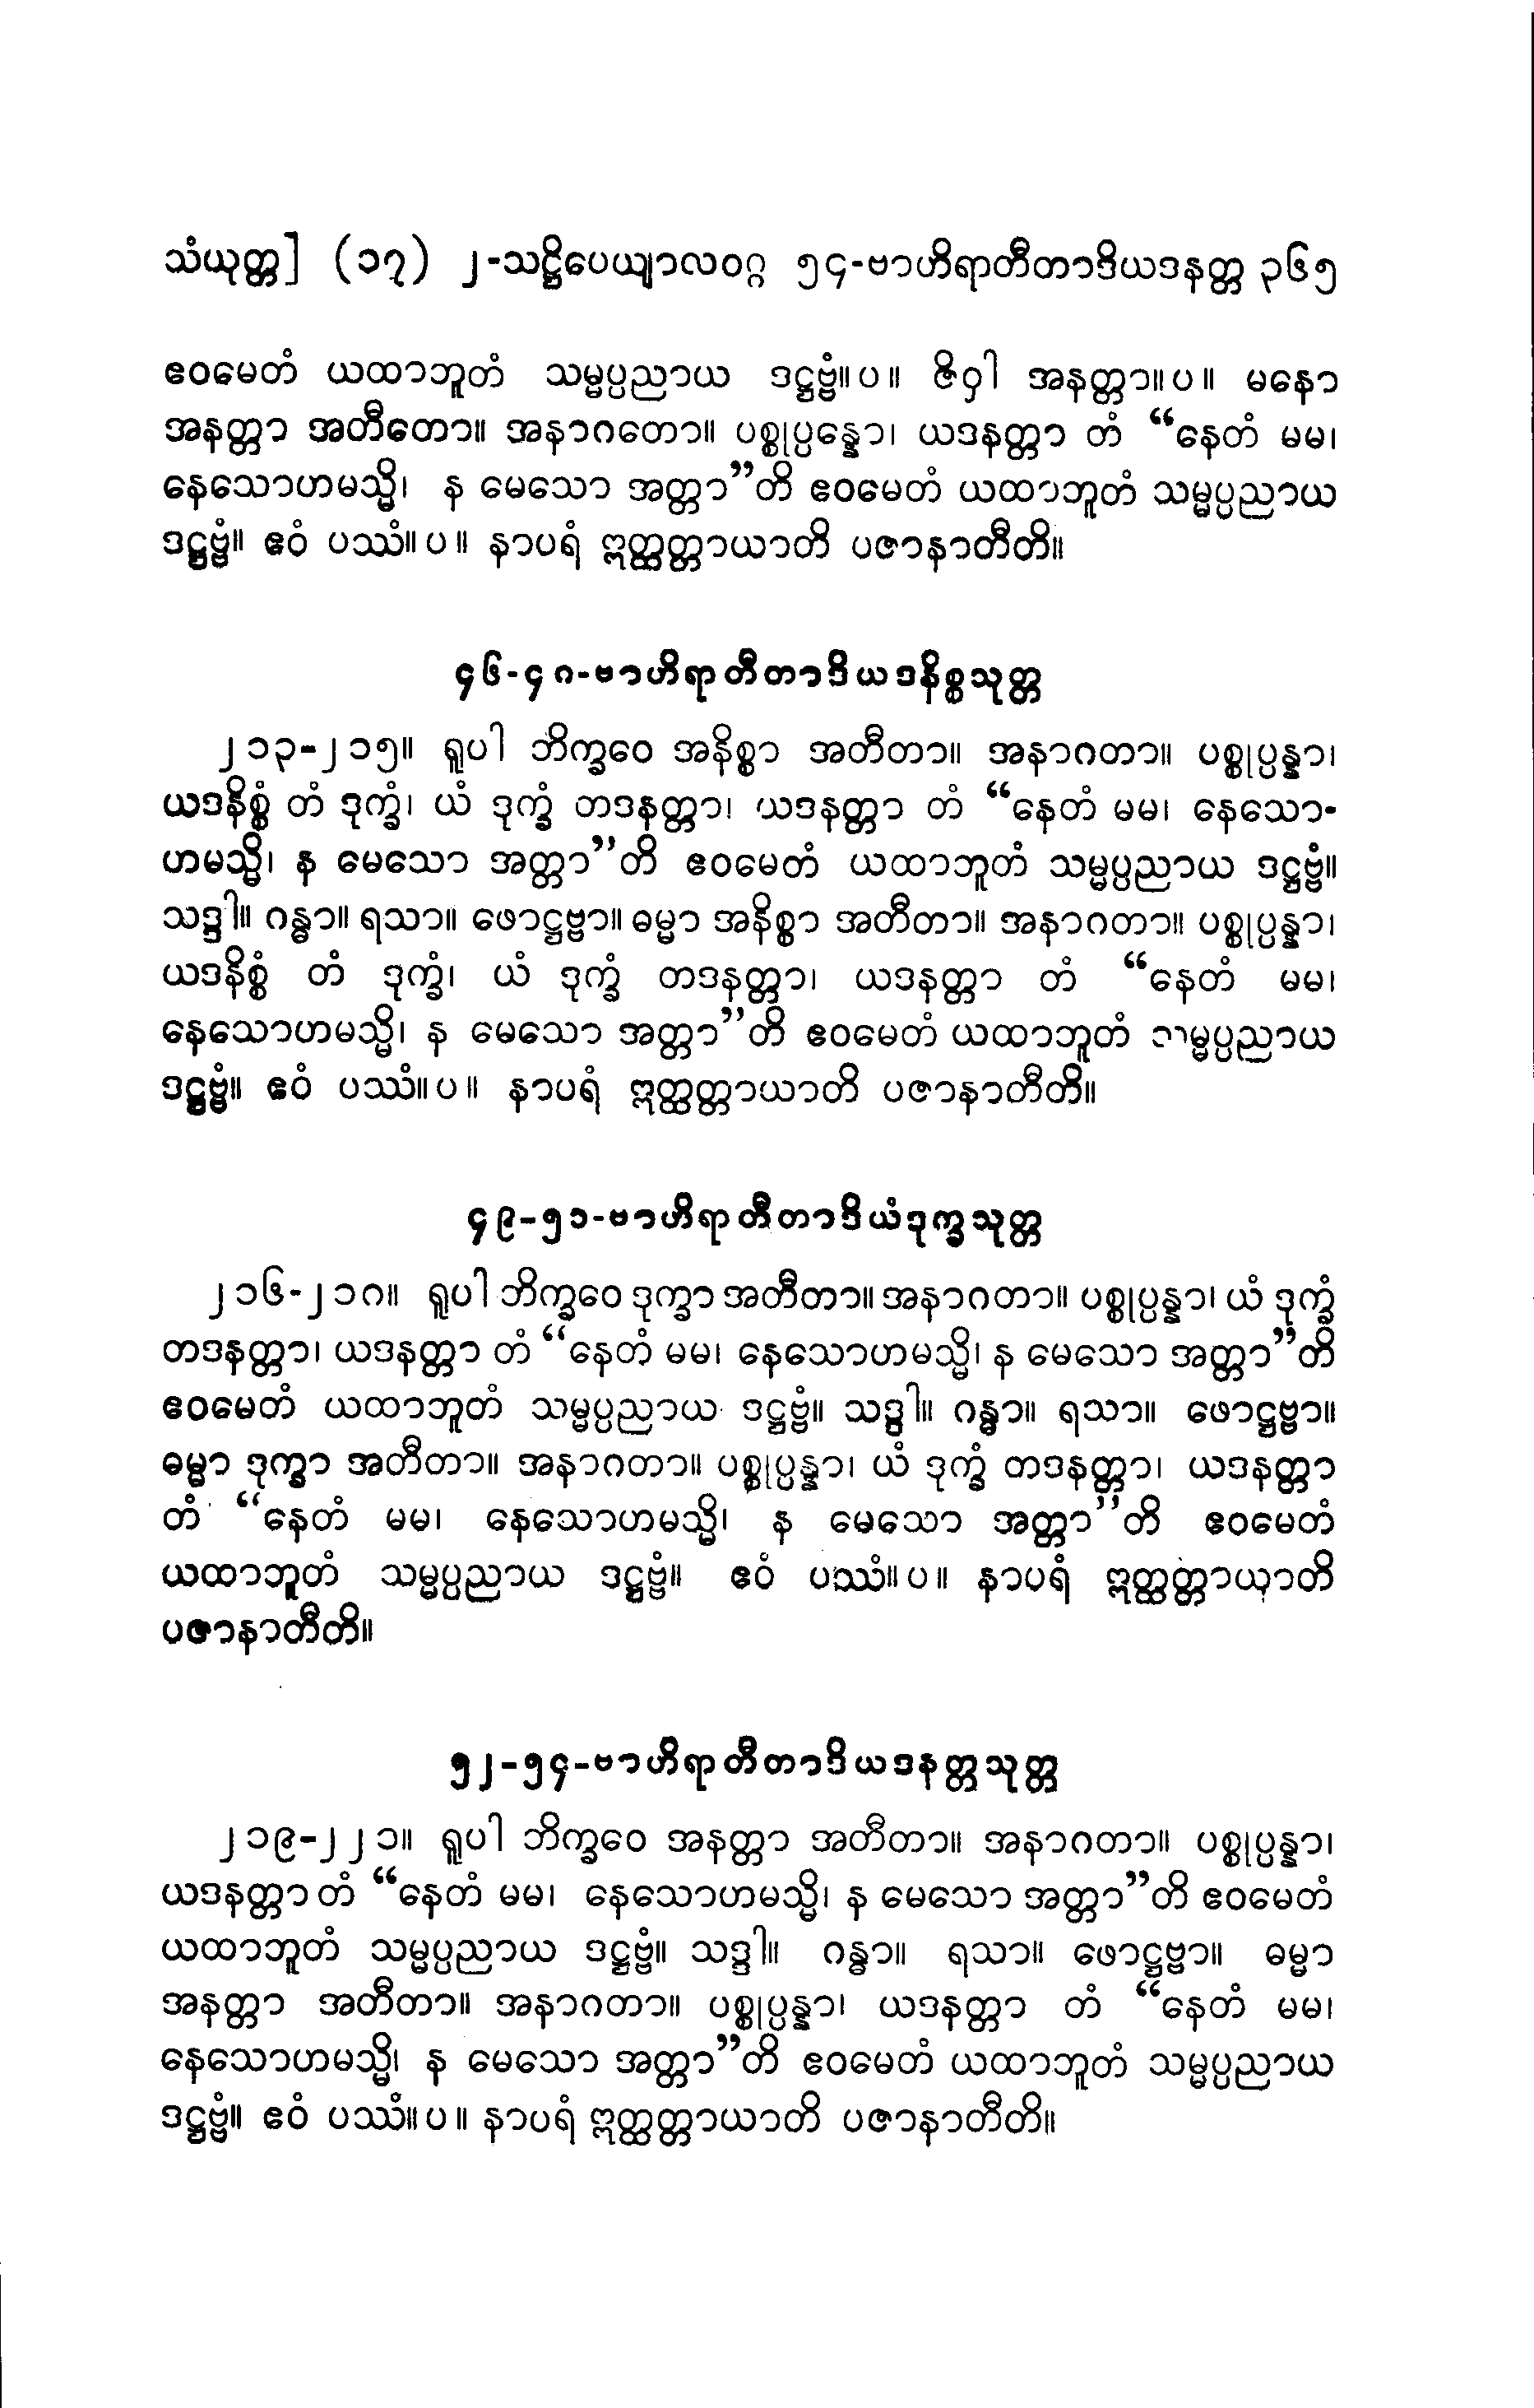 သံယုတ္တ] (၁၇) ၂-သဋ္ဌိပေယျာလဝဂ္ဂ ၅၄-ဗာဟိရာတီတာဒိယဒနတ္တ ၃၆၅
ဧဝမေတံ ယထာဘူတံ သမ္မပ္ပညာယ ဒဋ္ဌဗ္ဗံ။ပ။ ဇိဝှါ အနတ္တာ။ပ။ မနော
အနတ္တာ အတီတော။ အနာဂတော။ ပစ္စုပ္ပန္နော၊ ယဒနတ္တာ တံ “နေတံ မမ၊
နေသောဟမသ္မိ၊ န မေသော အတ္တာ”တိ ဧဝမေတံ ယထာဘူတံ သမ္မပ္ပညာယ
ဒဋ္ဌဗ္ဗံ။ ဧဝံ ပဿံ။ပ။ နာပရံ ဣတ္ထတ္တာယာတိ ပဇာနာတီတိ။
၄၆-၄၈-ဗာဟိရာတီတာဒိယဒနိစ္စသုတ္တ
၂၁၃-၂၁၅။ ရူပါ ဘိက္ခဝေ အနိစ္စာ အတီတာ။ အနာဂတာ။ ပစ္စုပ္ပန္နာ၊
ယဒနိစ္စံ တံ ဒုက္ခံ၊ ယံ ဒုက္ခံ တဒနတ္တာ၊ ယဒနတ္တာ တံ “နေတံ မမ၊ နေသော-
ဟမသ္မိ၊ န မေသော အတ္တာ”တိ ဧဝမေတံ ယထာဘူတံ သမ္မပ္ပညာယ ဒဋ္ဌဗ္ဗံ။
သဒ္ဒါ။ ဂန္ဓာ။ ရသာ။ ဖောဋ္ဌဗ္ဗာ။ ဓမ္မာ အနိစ္စာ အတီတာ။ အနာဂတာ။ ပစ္စုပ္ပန္နာ၊
ယဒနိစ္စံ တံ ဒုက္ခံ၊ ယံ ဒုက္ခံ တဒနတ္တာ၊ ယဒနတ္တာ တံ “နေတံ မမ၊
နေသောဟမသ္မိ၊ န မေသော အတ္တာ”တိ ဧဝမေတံ ယထာဘူတံ သမ္မပ္ပညာယ
ဒဋ္ဌဗ္ဗံ။ ဧဝံ ပဿံ။ပ။ နာပရံ ဣတ္ထတ္တာယာတိ ပဇာနာတီတိ။
၄၉-၅၁-ဗာဟိရာတီတာဒိယံဒုက္ခသုတ္တ
၂၁၆-၂၁၈။ ရူပါ ဘိက္ခဝေ ဒုက္ခာ အတီတာ။ အနာဂတာ။ ပစ္စုပ္ပန္နာ၊ ယံ ဒုက္ခံ
တဒနတ္တာ၊ ယဒနတ္တာ တံ “နေတံ မမ၊ နေသောဟမသ္မိ၊ န မေသော အတ္တာ”တိ
ဧဝမေတံ ယထာဘူတံ သမ္မပ္ပညာယ ဒဋ္ဌဗ္ဗံ။ သဒ္ဒါ။ ဂန္ဓာ။ ရသာ။ ဖောဋ္ဌဗ္ဗာ။
ဓမ္မာ ဒုက္ခာ အတီတာ။ အနာဂတာ။ ပစ္စုပ္ပန္နာ၊ ယံ ဒုက္ခံ တဒနတ္တာ၊ ယဒနတ္တာ
တံ “နေတံ မမ၊ နေသောဟမသ္မိ၊ န မေသော အတ္တာ”တိ ဧဝမေတံ
ယထာဘူတံ သမ္မပ္ပညာယ ဒဋ္ဌဗ္ဗံ။ ဧဝံ ပဿံ။ပ။ နာပရံ ဣတ္ထတ္တာယာတိ
ပဇာနာတီတိ။
၅၂-၅၄-ဗာဟိရာတီတာဒိယဒနတ္တသုတ္တ
၂၁၉-၂၂၁။ ရူပါ ဘိက္ခဝေ အနတ္တာ အတီတာ။ အနာဂတာ။ ပစ္စုပ္ပန္နာ၊
ယဒနတ္တာ တံ “နေတံ မမ၊ နေသောဟမသ္မိ၊ န မေသော အတ္တာ”တိ ဧဝမေတံ
ယထာဘူတံ သမ္မပ္ပညာယ ဒဋ္ဌဗ္ဗံ။ သဒ္ဒါ။ ဂန္ဓာ။ ရသာ။ ဖောဋ္ဌဗ္ဗာ။ ဓမ္မာ
အနတ္တာ အတီတာ။ အနာဂတာ။ ပစ္စုပ္ပန္နာ၊ ယဒနတ္တာ တံ “နေတံ မမ၊
နေသောဟမသ္မိ၊ န မေသော အတ္တာ”တိ ဧဝမေတံ ယထာဘူတံ သမ္မပ္ပညာယ
ဒဋ္ဌဗ္ဗံ။ ဧဝံ ပဿံ။ပ။ နာပရံ ဣတ္ထတ္တာယာတိ ပဇာနာတီတိ။